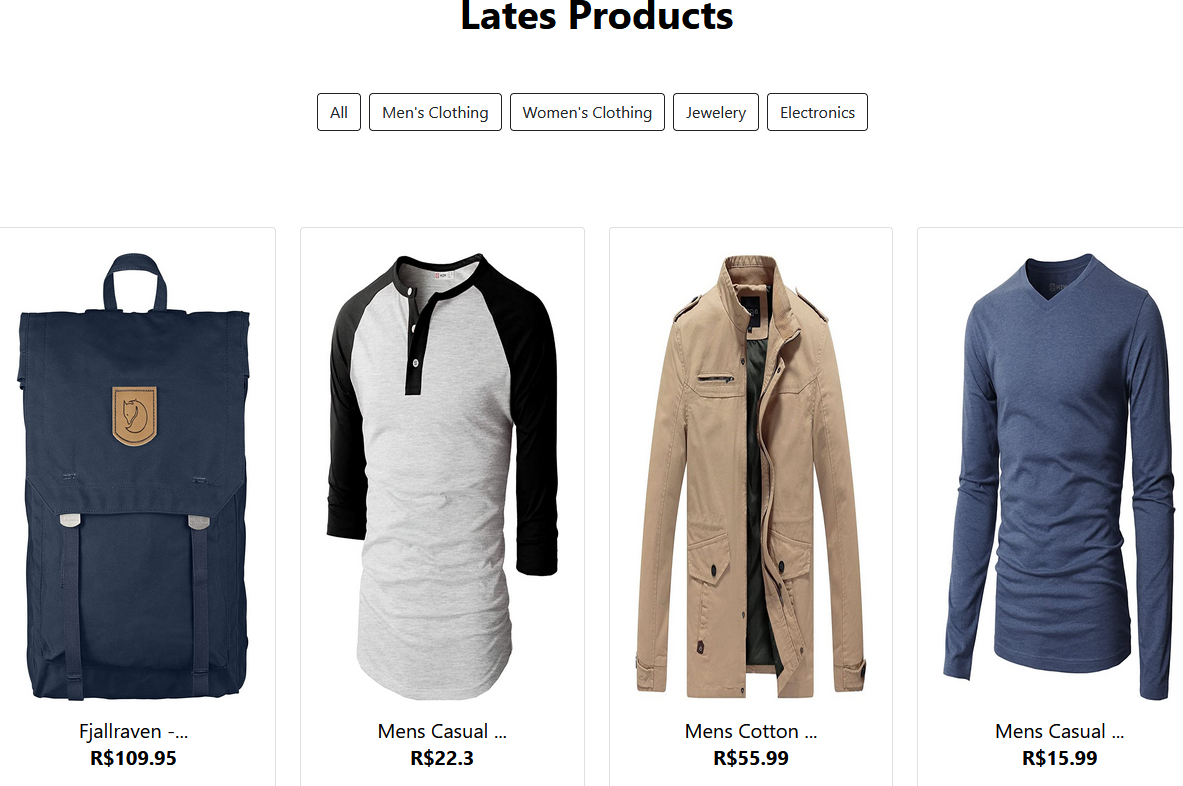 Lates Products
All Men's Clothing Women's Clothing Jewelery Electronics
Fjallraven -... Mens Casual ... Mens Cotton ... Mens Casual ...
R$109.95 R$22.3 R$55.99 R$15.99